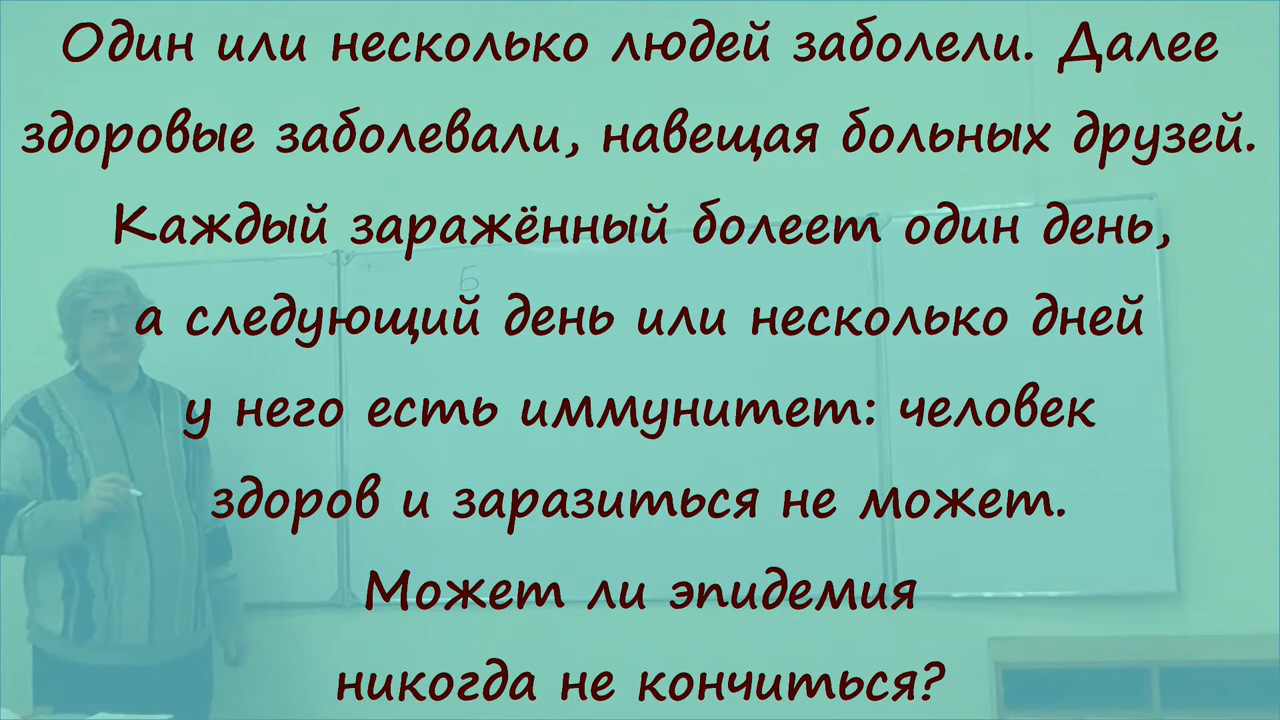 Один или несколько людей заболели. Далее
здоровые заболевали, навещая больных друзей.
Каждый заражённый болеет один день,
а следующий день или несколько дней
у него есть иммунитет: человек
здоров и заразиться не может.
Может ли эпидемия
никогда не кончиться?
Б